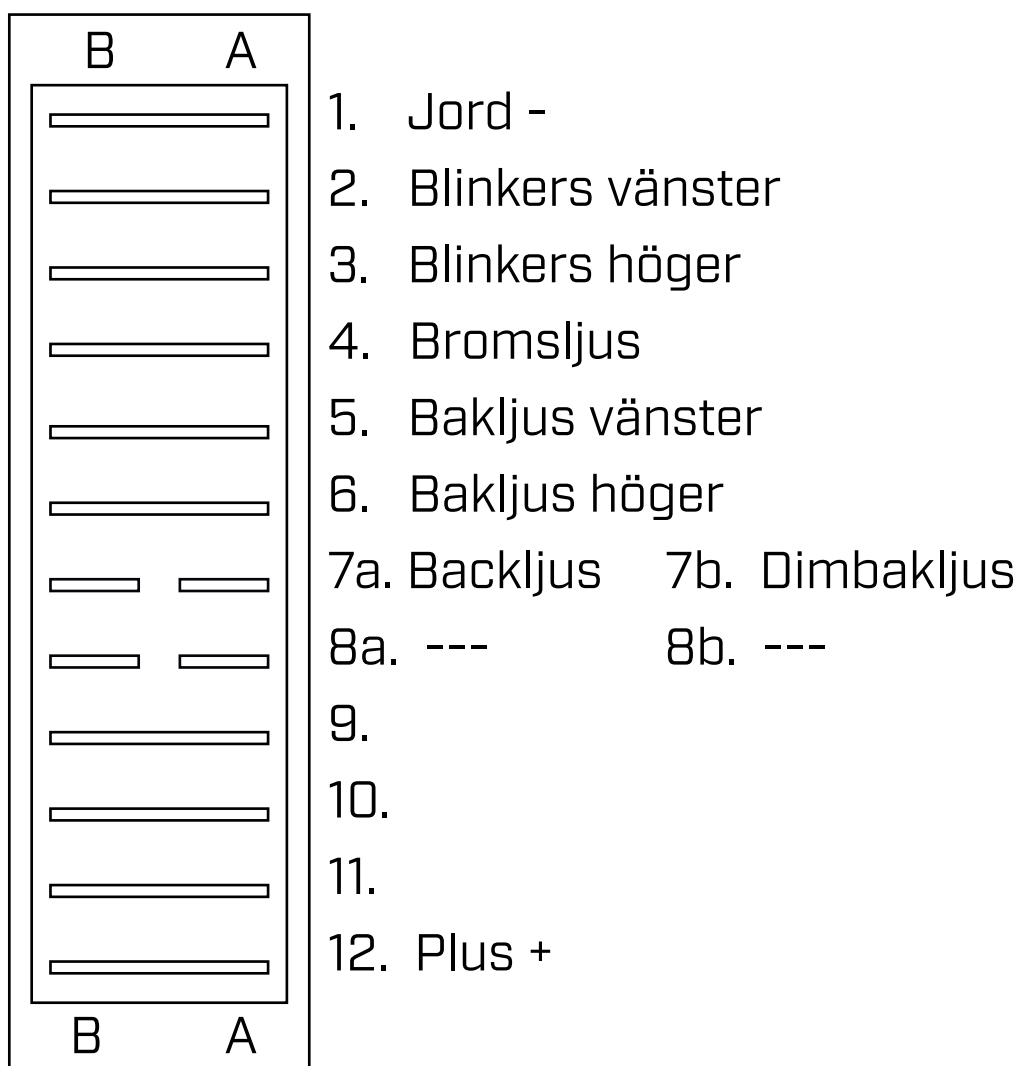 B A
1. Jord -
2. Blinkers vänster
3. Blinkers höger
4. Bromsljus
5. Bakljus vänster
6. Bakljus höger
7a. Backljus 7b. Dimbakljus
8a. --- 8b. ---
9.
10.
11.
12. Plus +
B A